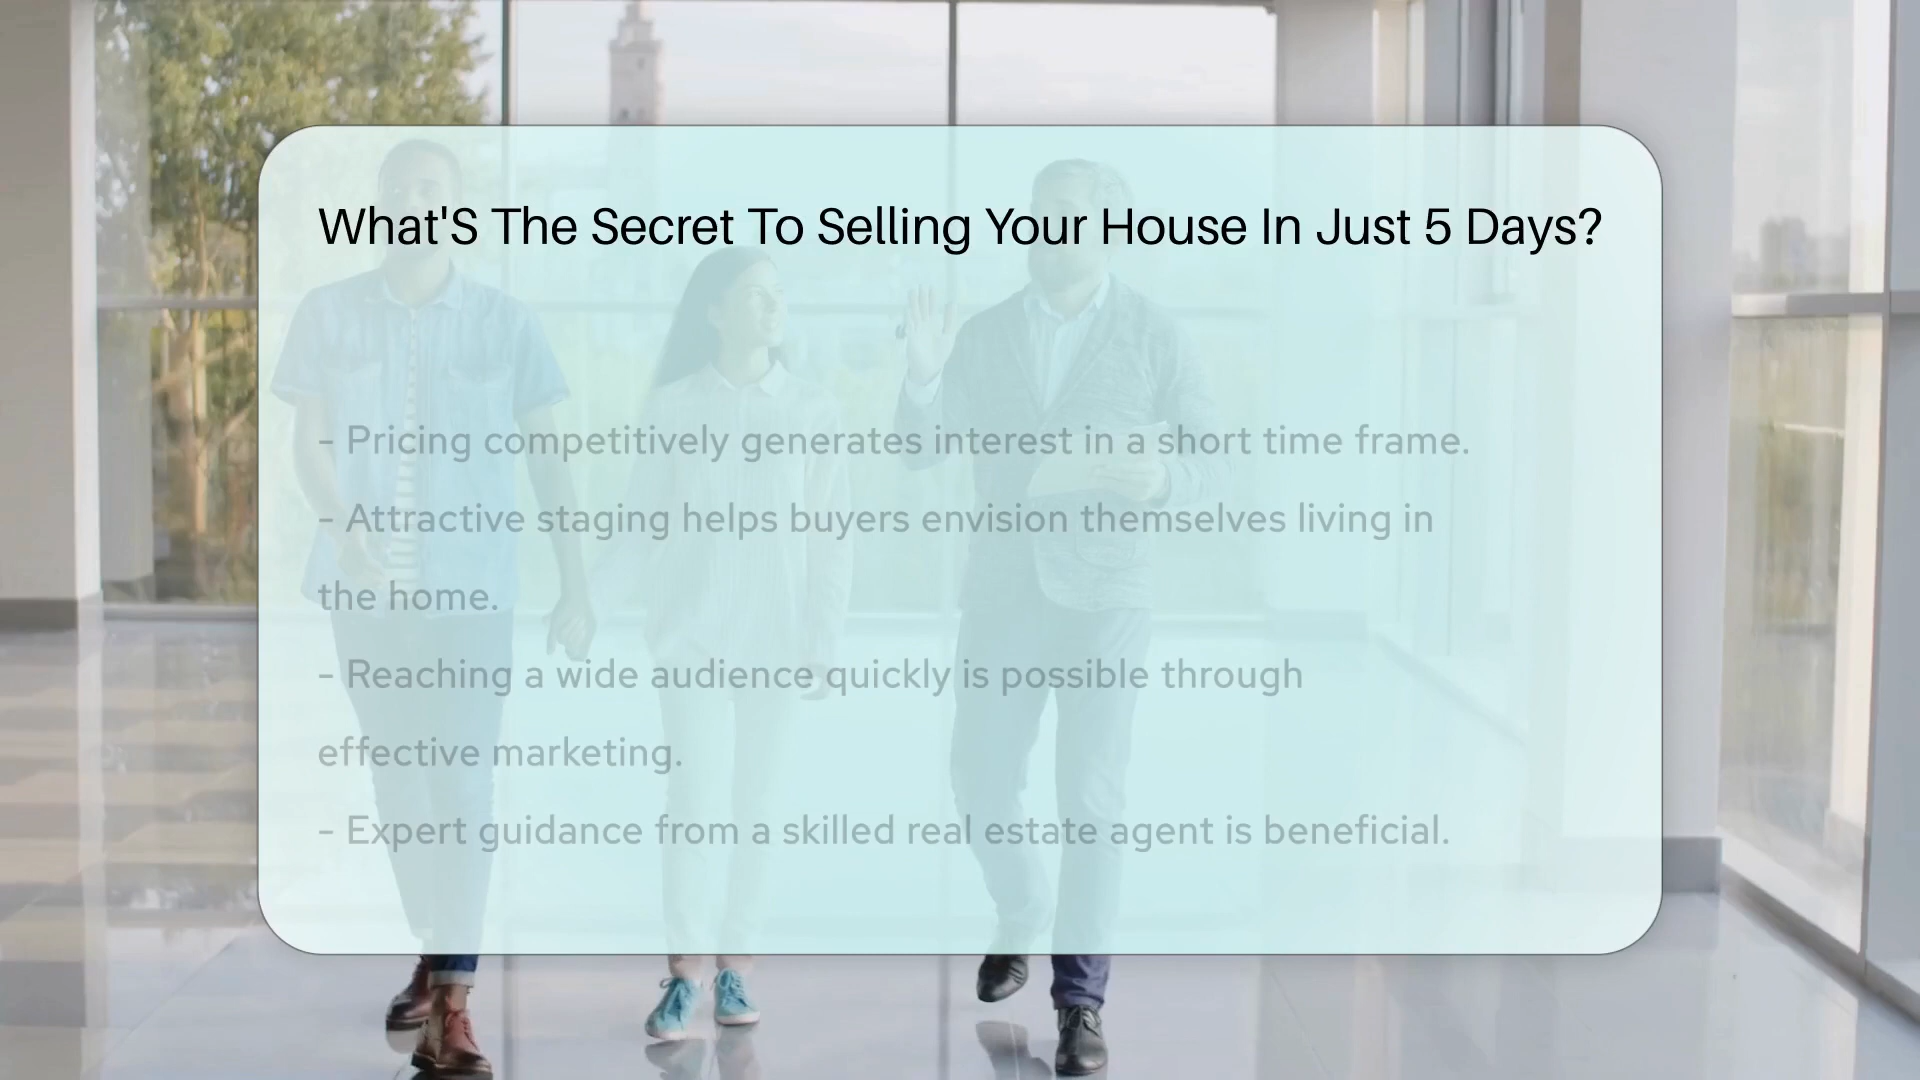 What'S The Secret To Selling Your House In Just 5 Days?
- Pricing competitively generates interest in a short time frame.
- Attractive staging helps buyers envision themselves living in
the home.
- Reaching a wide audience quickly is possible through
effective marketing.
- Expert guidance from a skilled real estate agent is beneficial.